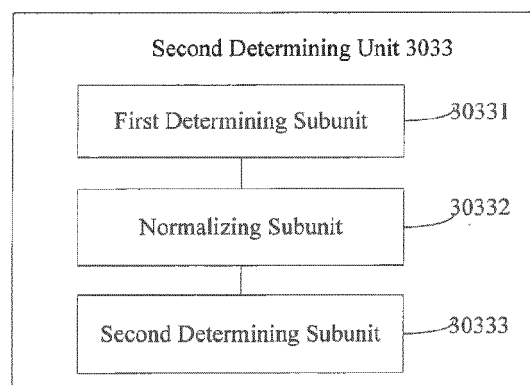 Second Determining Unit 3033
First Determining Subunit
30331
Normalizing Subunit
30332
Second Determining Subunit
30333